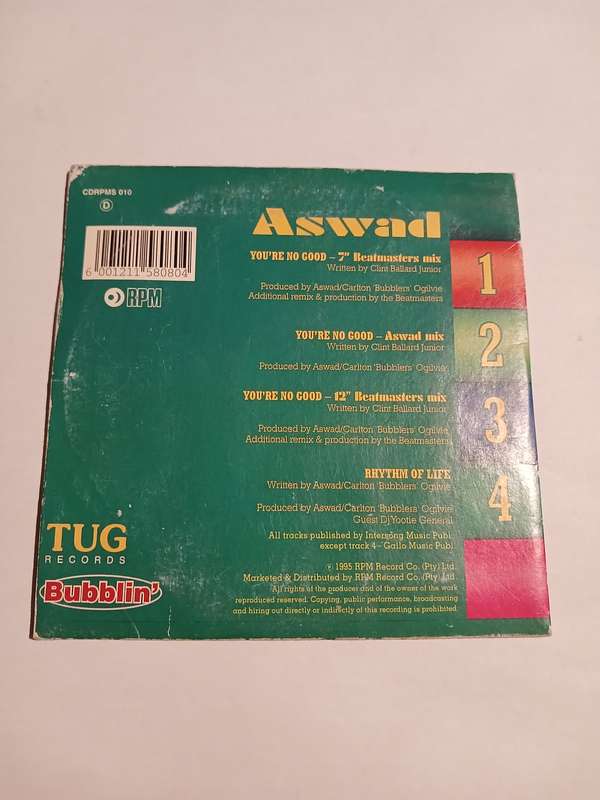 CDRPMS 010
D
6 001211 580804
RPM
Aswad
YOU'RE NO GOOD – 7" Beatmasters mix
Written by Clint Ballard Junior
Produced by Aswad/Carlton 'Bubblers' Ogilvie
Additional remix & production by the Beatmasters
1
YOU'RE NO GOOD – Aswad mix
Written by Clint Ballard Junior
Produced by Aswad/Carlton 'Bubblers' Ogilvie
2
YOU'RE NO GOOD – 12" Beatmasters mix
Written by Clint Ballard Junior
Produced by Aswad/Carlton 'Bubblers' Ogilvie
Additional remix & production by the Beatmasters
3
RHYTHM OF LIFE
Written by Aswad/Carlton 'Bubblers' Ogilvie
Produced by Aswad/Carlton 'Bubblers' Ogilvie
Guest Dj Yootie General
4
All tracks published by Intersong Music Publ.
except track 4 - Gallo Music Publ.
℗ 1995 RPM Record Co. (Pty) Ltd.
Marketed & Distributed by RPM Record Co. (Pty) Ltd.
All rights of the producer and of the owner of the work
reproduced reserved. Copying, public performance, broadcasting
and hiring out directly or indirectly of this recording is prohibited.
TUG
RECORDS
Bubblin'